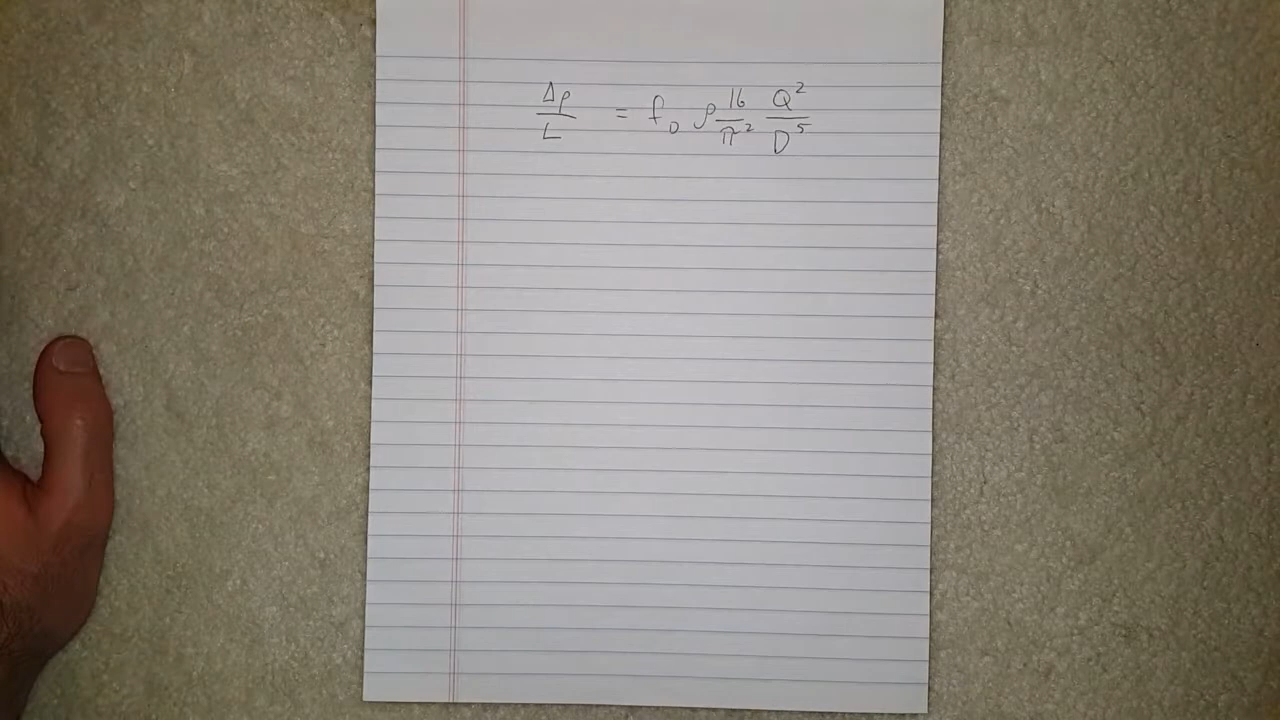 Δp/L = f_D ρ 16/π² Q²/D⁵